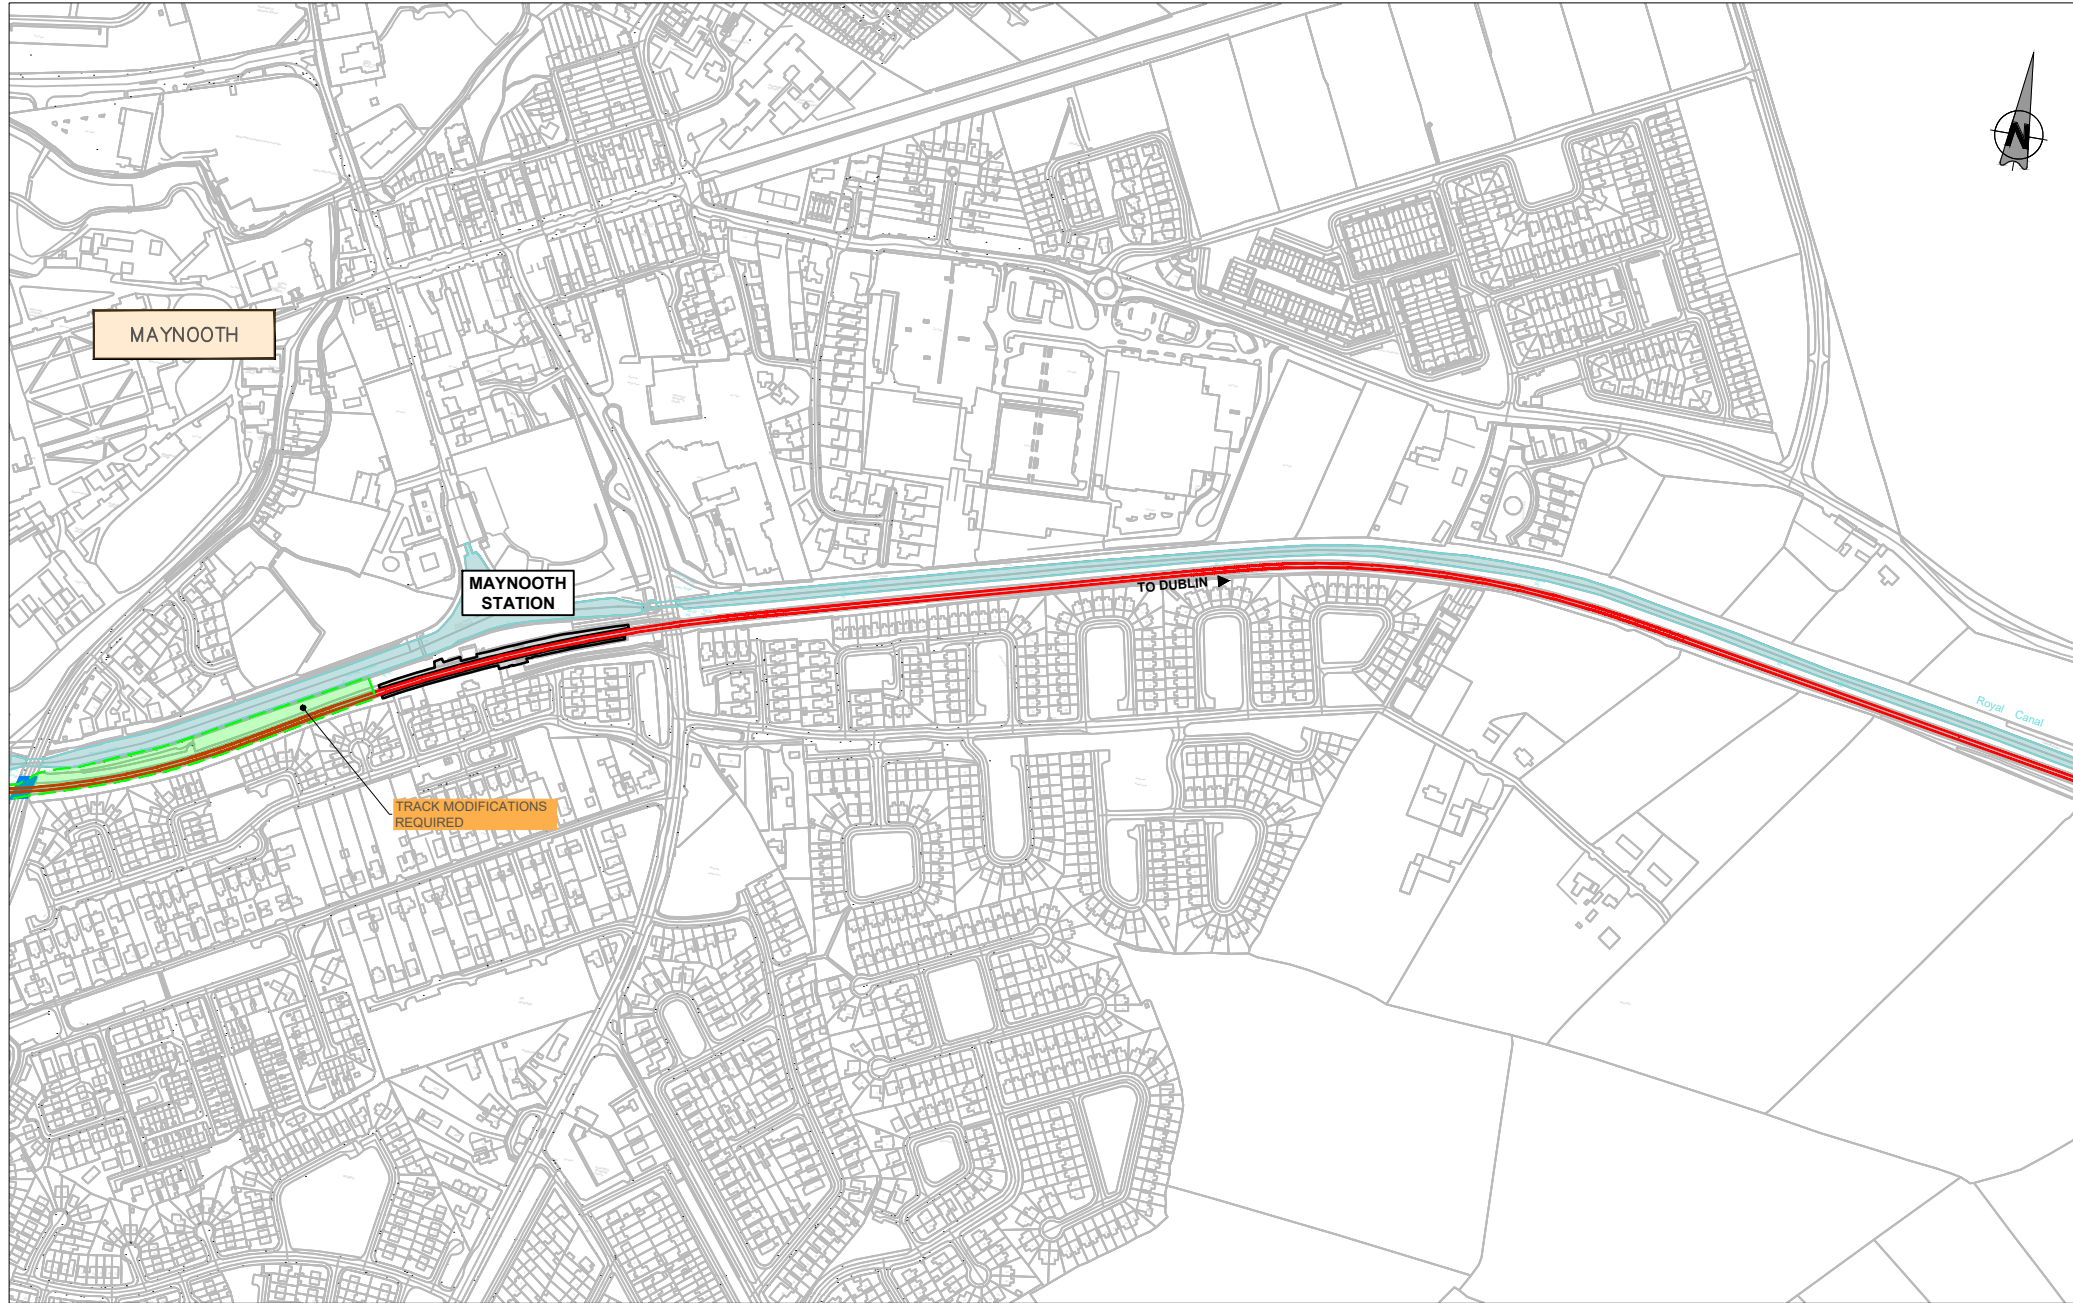 N
MAYNOOTH
MAYNOOTH
STATION
TO DUBLIN
Royal Canal
TRACK MODIFICATIONS
REQUIRED